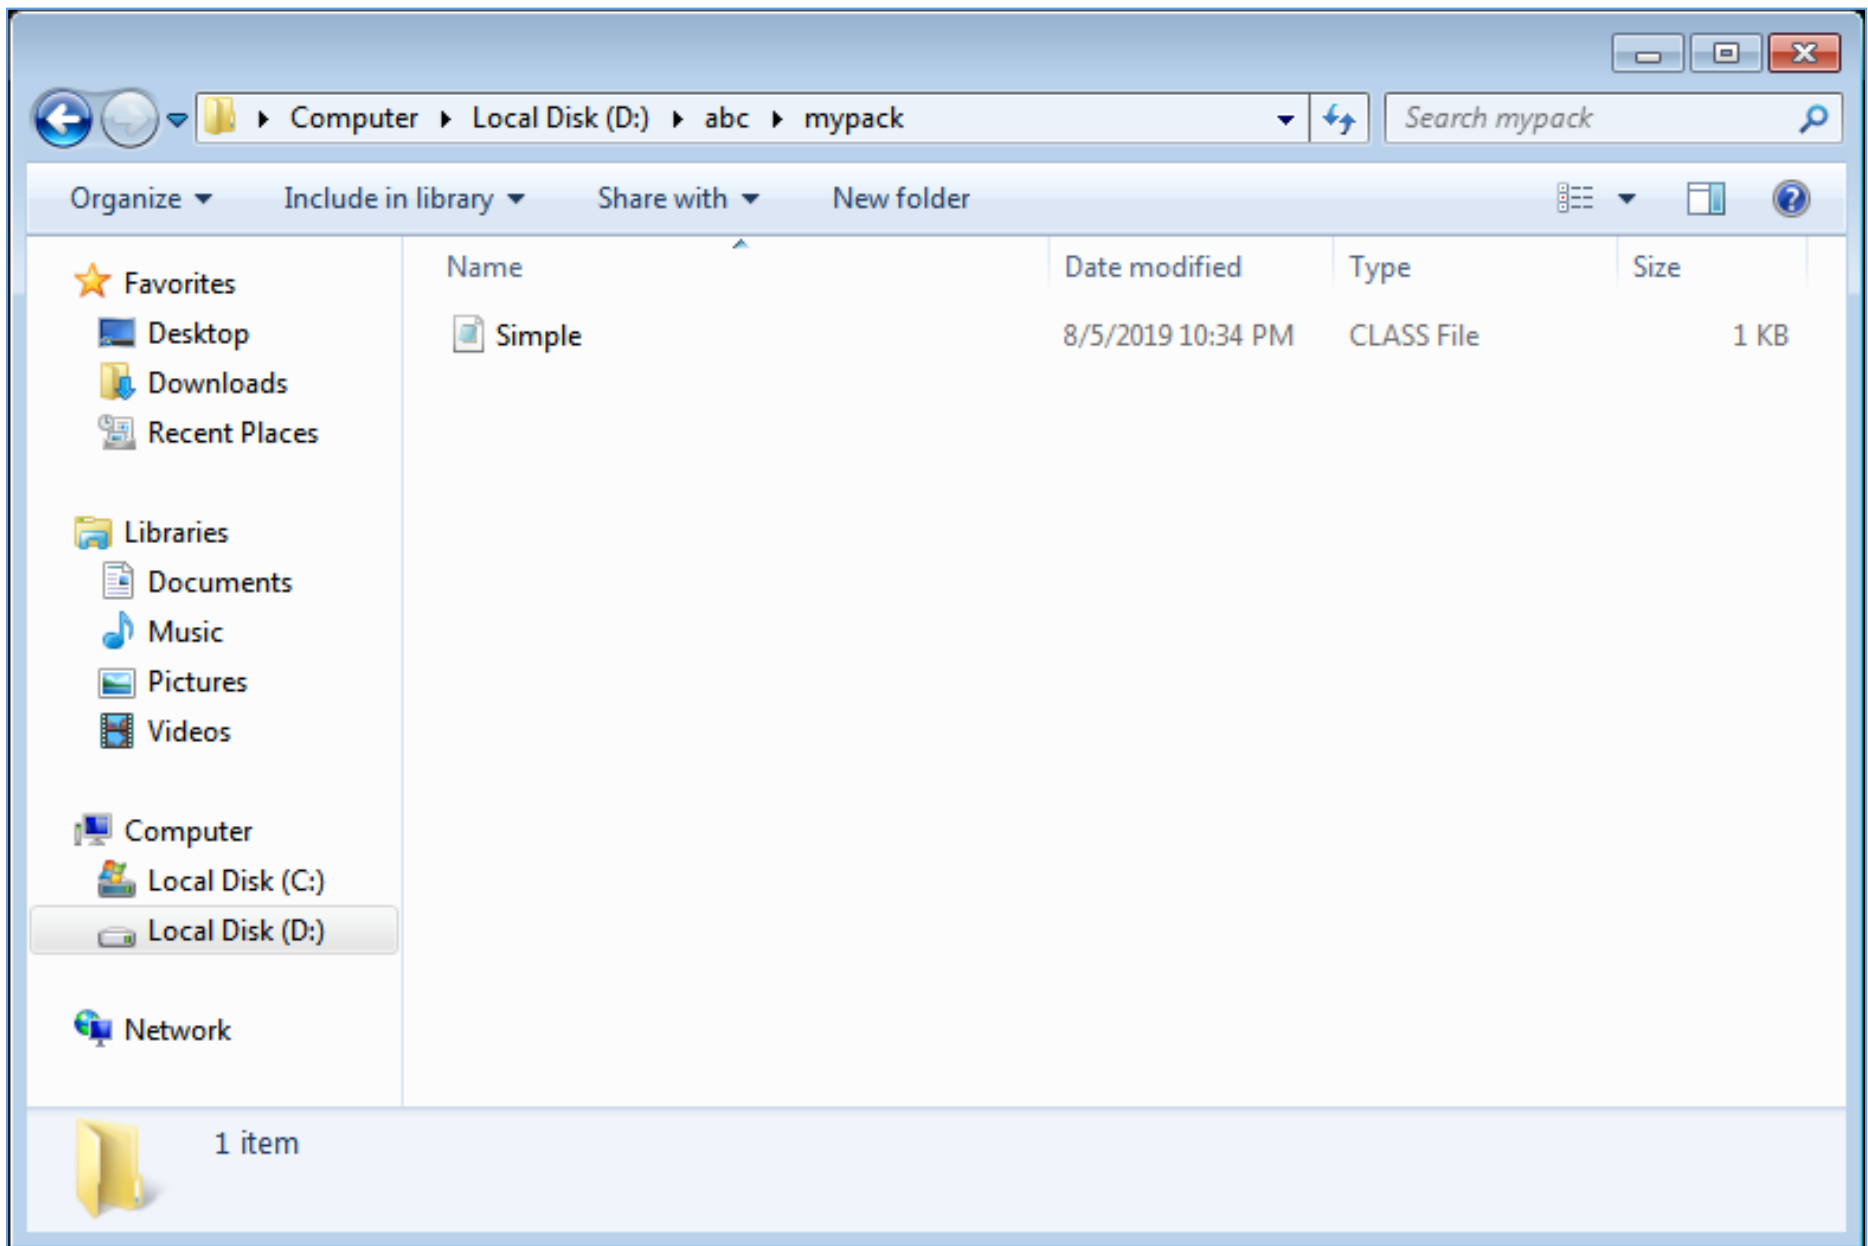 Computer Local Disk (D:) abc mypack Search mypack
Organize Include in library Share with New folder
Name Date modified Type Size
Simple 8/5/2019 10:34 PM CLASS File 1 KB
Favorites
Desktop
Downloads
Recent Places
Libraries
Documents
Music
Pictures
Videos
Computer
Local Disk (C:)
Local Disk (D:)
Network
1 item